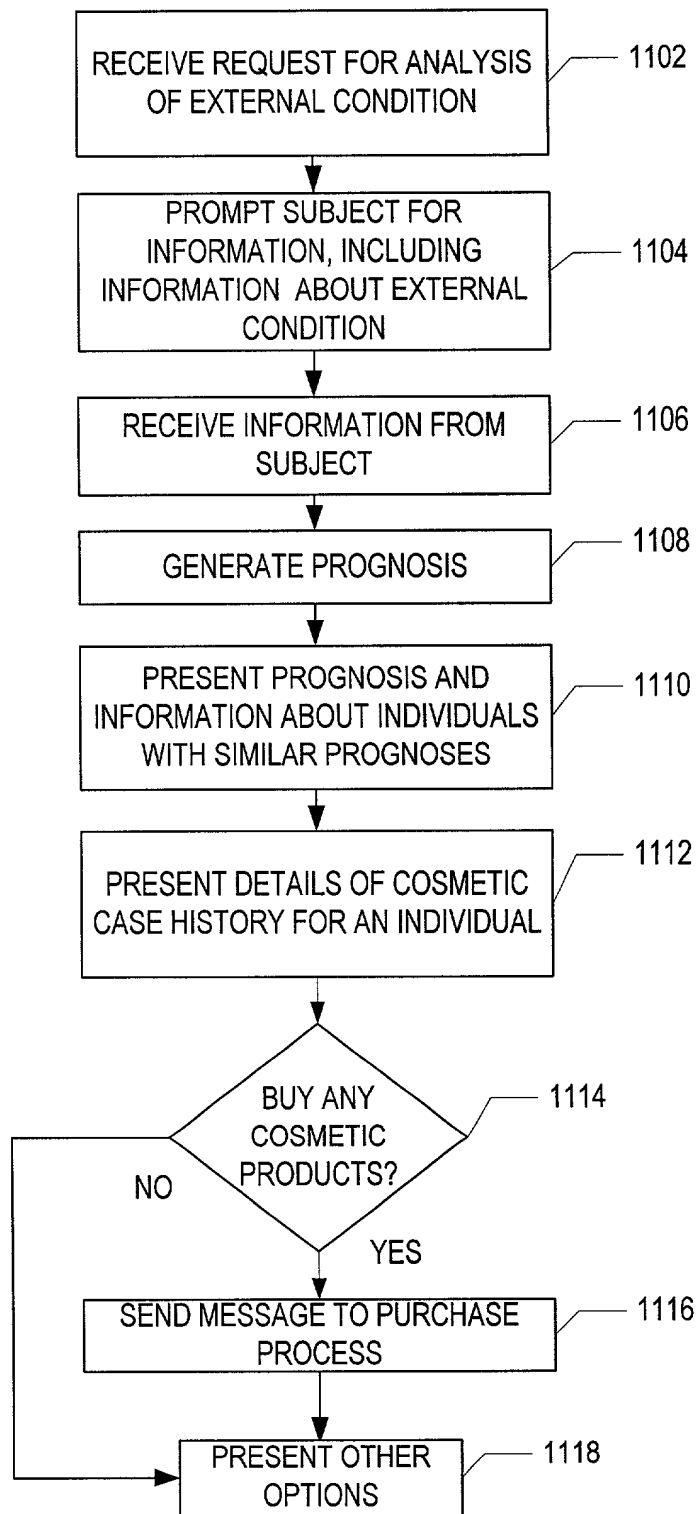 RECEIVE REQUEST FOR ANALYSIS
OF EXTERNAL CONDITION
1102
PROMPT SUBJECT FOR
INFORMATION, INCLUDING
INFORMATION ABOUT EXTERNAL
CONDITION
1104
RECEIVE INFORMATION FROM
SUBJECT
1106
GENERATE PROGNOSIS
1108
PRESENT PROGNOSIS AND
INFORMATION ABOUT INDIVIDUALS
WITH SIMILAR PROGNOSES
1110
PRESENT DETAILS OF COSMETIC
CASE HISTORY FOR AN INDIVIDUAL
1112
BUY ANY
COSMETIC
PRODUCTS?
1114
NO
YES
SEND MESSAGE TO PURCHASE
PROCESS
1116
PRESENT OTHER
OPTIONS
1118